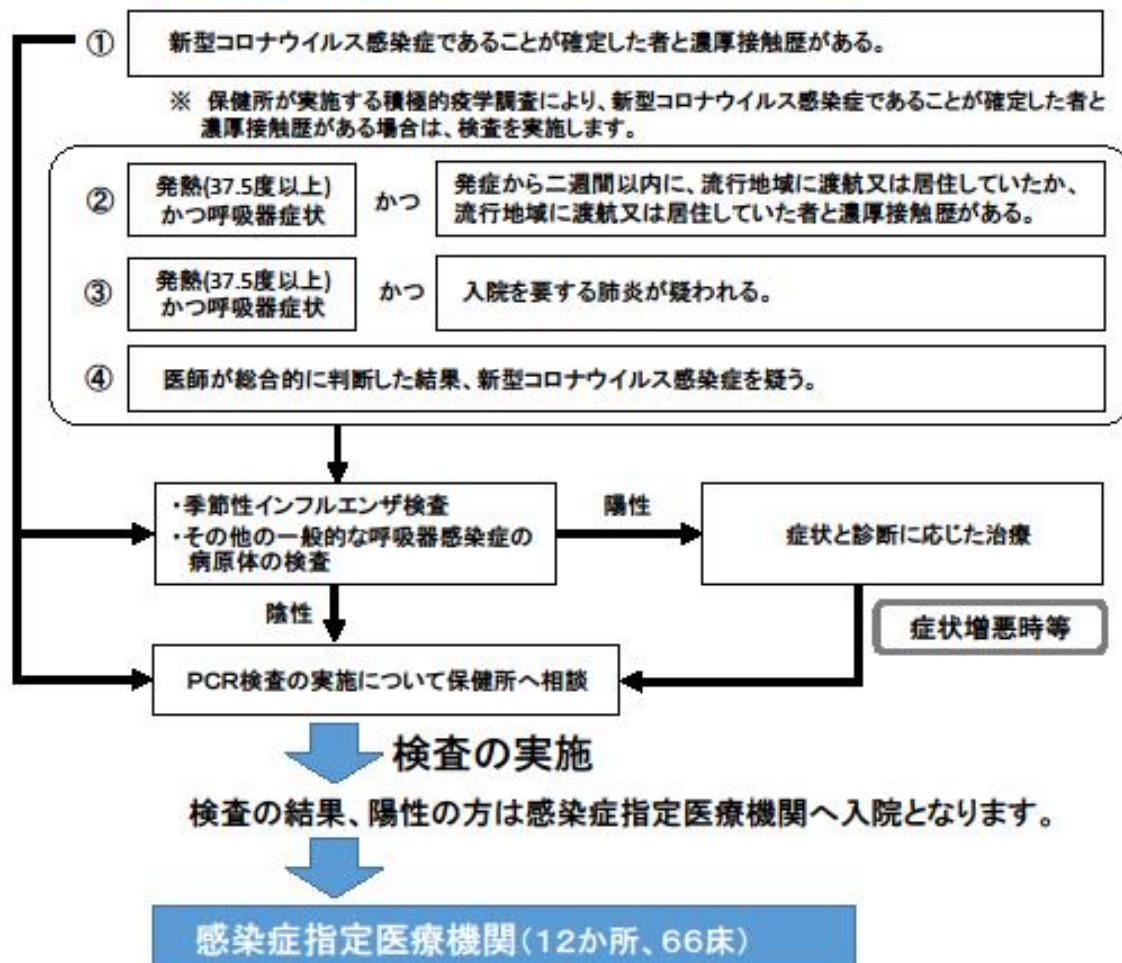 ① 新型コロナウイルス感染症であることが確定した者と濃厚接触歴がある。
※ 保健所が実施する積極的疫学調査により、新型コロナウイルス感染症であることが確定した者と
濃厚接触歴がある場合は、検査を実施します。
② 発熱(37.5度以上)
かつ呼吸器症状
かつ
発症から二週間以内に、流行地域に渡航又は居住していたか、
流行地域に渡航又は居住していた者と濃厚接触歴がある。
③ 発熱(37.5度以上)
かつ呼吸器症状
かつ
入院を要する肺炎が疑われる。
④ 医師が総合的に判断した結果、新型コロナウイルス感染症を疑う。
・季節性インフルエンザ検査
・その他の一般的な呼吸器感染症の
病原体の検査
陽性
症状と診断に応じた治療
陰性
症状増悪時等
PCR検査の実施について保健所へ相談
検査の実施
検査の結果、陽性の方は感染症指定医療機関へ入院となります。
感染症指定医療機関(12か所、66床)